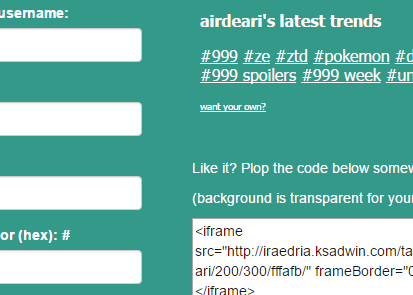 username:
airdeari's latest trends
#999 #ze #ztd #pokemon
#999 spoilers #999 week
want your own?
Like it? Plop the code below
(background is transparent for your
or (hex): #
<iframe
src="http://iraedria.ksadwin.com/ta
ari/200/300/fffafb/" frameBorder="0
</iframe>